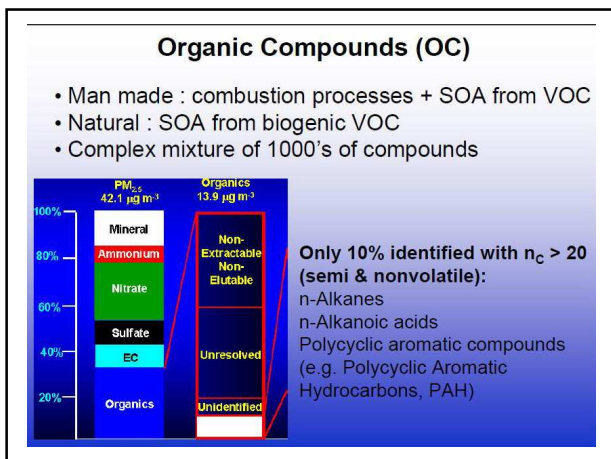 Organic Compounds (OC)
• Man made : combustion processes + SOA from VOC
• Natural : SOA from biogenic VOC
• Complex mixture of 1000's of compounds
PM2.5
42.1 µg m-3
Organics
13.9 µg m-3
100%
80%
60%
40%
20%
Mineral
Ammonium
Nitrate
Sulfate
EC
Organics
Non-
Extractable
Non-
Elutable
Unresolved
Unidentified
Only 10% identified with nC > 20
(semi & nonvolatile):
n-Alkanes
n-Alkanoic acids
Polycyclic aromatic compounds
(e.g. Polycyclic Aromatic
Hydrocarbons, PAH)